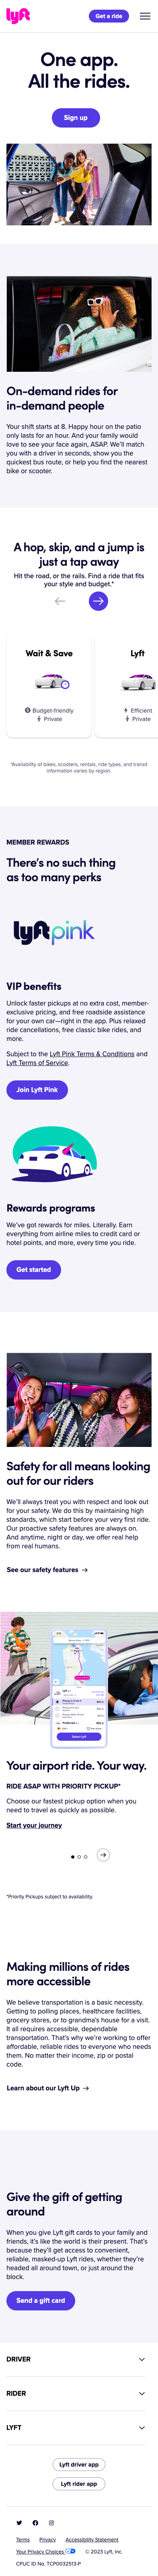 lyft
Get a ride
One app.
All the rides.
Sign up
On-demand rides for
in-demand people
Your shift starts at 8. Happy hour on the patio
only lasts for an hour. And your family would
love to see your face again, ASAP. We'll match
you with a driver in seconds, show you the
quickest bus route, or help you find the nearest
bike or scooter.
A hop, skip, and a jump is
just a tap away
Hit the road, or the rails. Find a ride that fits
your style and budget.*
Wait & Save
Budget-friendly
Private
Lyft
Efficient
Private
*Availability of bikes, scooters, rentals, ride types, and transit
information varies by region.
MEMBER REWARDS
There's no such thing
as too many perks
lyft pink
VIP benefits
Unlock faster pickups at no extra cost, member-
exclusive pricing, and free roadside assistance
for your own car—right in the app. Plus relaxed
ride cancellations, free classic bike rides, and
more.
Subject to the Lyft Pink Terms & Conditions and
Lyft Terms of Service.
Join Lyft Pink
Rewards programs
We've got rewards for miles. Literally. Earn
everything from airline miles to credit card or
hotel points, and more, every time you ride.
Get started
Safety for all means looking
out for our riders
We'll always treat you with respect and look out
for your safety. We do this by maintaining high
standards, which start before your very first ride.
Our proactive safety features are always on.
And anytime, night or day, we offer real help
from real humans.
See our safety features
Your airport ride. Your way.
RIDE ASAP WITH PRIORITY PICKUP*
Choose our fastest pickup option when you
need to travel as quickly as possible.
Start your journey
*Priority Pickups subject to availability.
Making millions of rides
more accessible
We believe transportation is a basic necessity.
Getting to polling places, healthcare facilities,
grocery stores, or to grandma's house for a visit.
That's why we're working to offer
affordable, reliable rides to everyone who needs
them. No matter their income, zip or postal
code.
Learn about our Lyft Up
Give the gift of getting
around
When you give Lyft gift cards to your family and
friends, it's like the world is their present. That's
because they'll get access to convenient,
reliable, masked-up Lyft rides, whether they're
headed all around town, or just around the
block.
Send a gift card
DRIVER
RIDER
LYFT
Lyft driver app
Lyft rider app
Terms
Privacy
Accessibility Statement
Your Privacy Choices
© 2023 Lyft, Inc.
CPUC ID No. TCP0032513-P